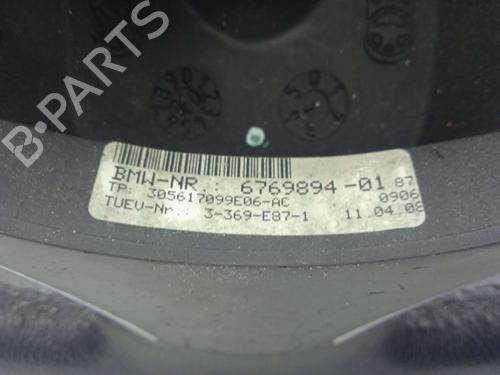 B-PARTS
BMW-NR.: 6769894-01 87
TP: 305617099E06-AC 0906
TUEV-Nr.: 3-369-E87-1 11.04.08